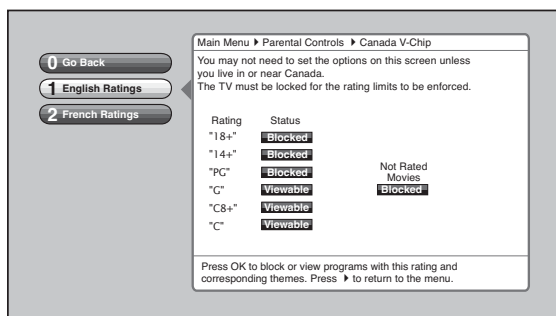 0 Go Back
1 English Ratings
2 French Ratings
Main Menu ▶ Parental Controls ▶ Canada V-Chip
You may not need to set the options on this screen unless
you live in or near Canada.
The TV must be locked for the rating limits to be enforced.
Rating Status
"18+" Blocked
"14+" Blocked
"PG" Blocked
"G" Viewable
"C8+" Viewable
"C" Viewable
Not Rated
Movies
Blocked
Press OK to block or view programs with this rating and
corresponding themes. Press ▶ to return to the menu.